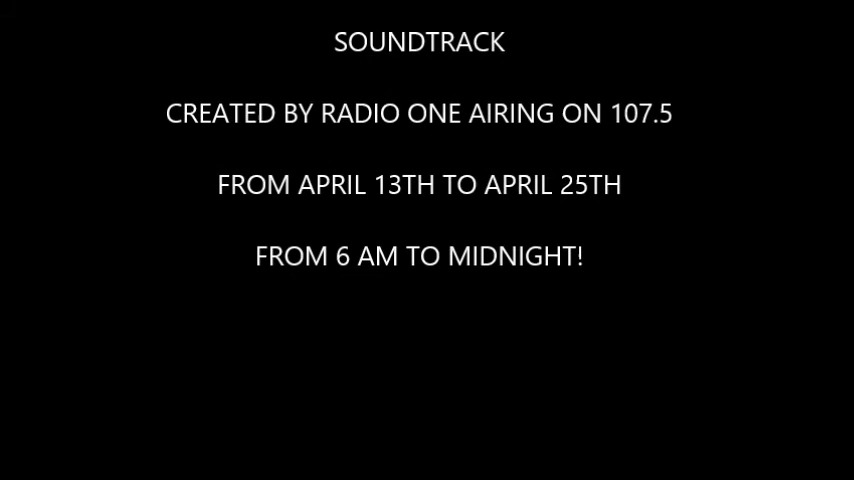 SOUNDTRACK
CREATED BY RADIO ONE AIRING ON 107.5
FROM APRIL 13TH TO APRIL 25TH
FROM 6 AM TO MIDNIGHT!